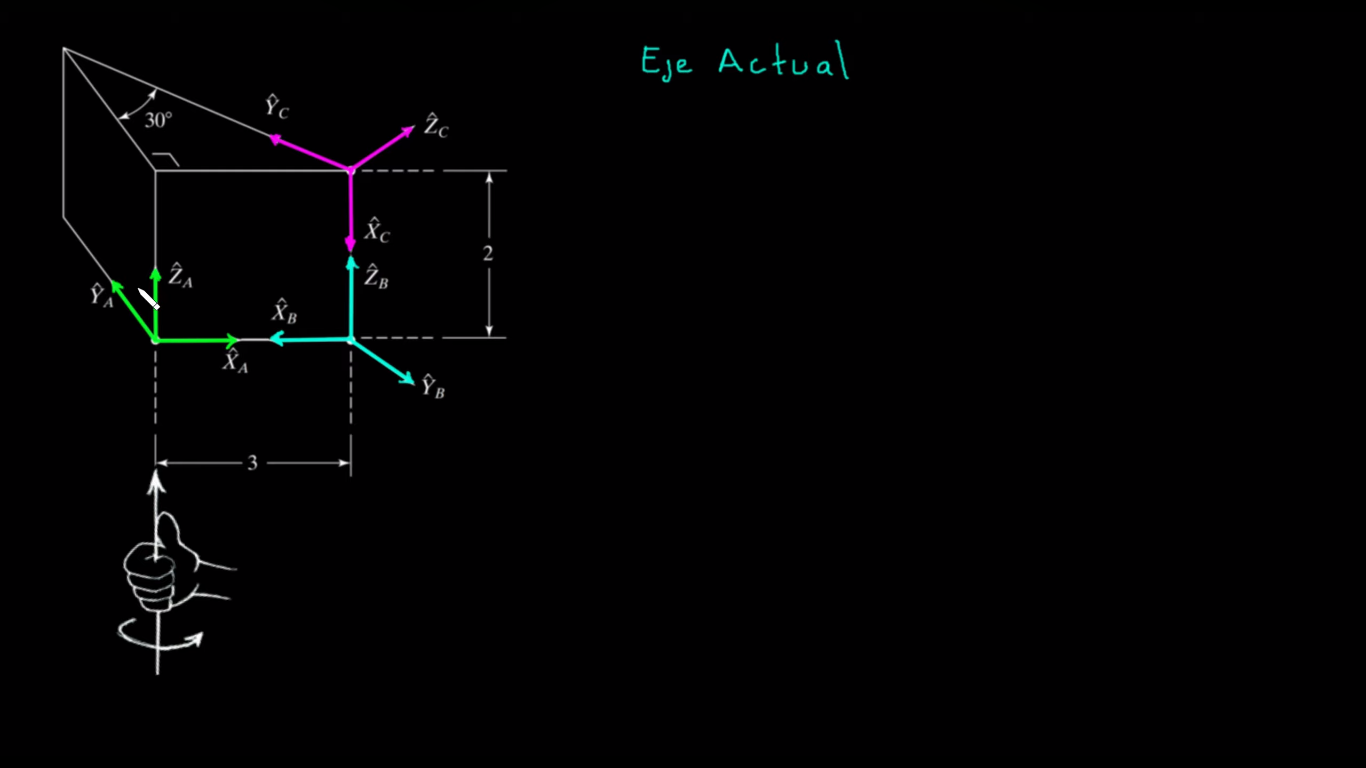 Eje Actual
Ŷ_C
Ẑ_C
30°
X̂_C
2
Ẑ_A
Ẑ_B
Ŷ_A
X̂_B
X̂_A
Ŷ_B
3